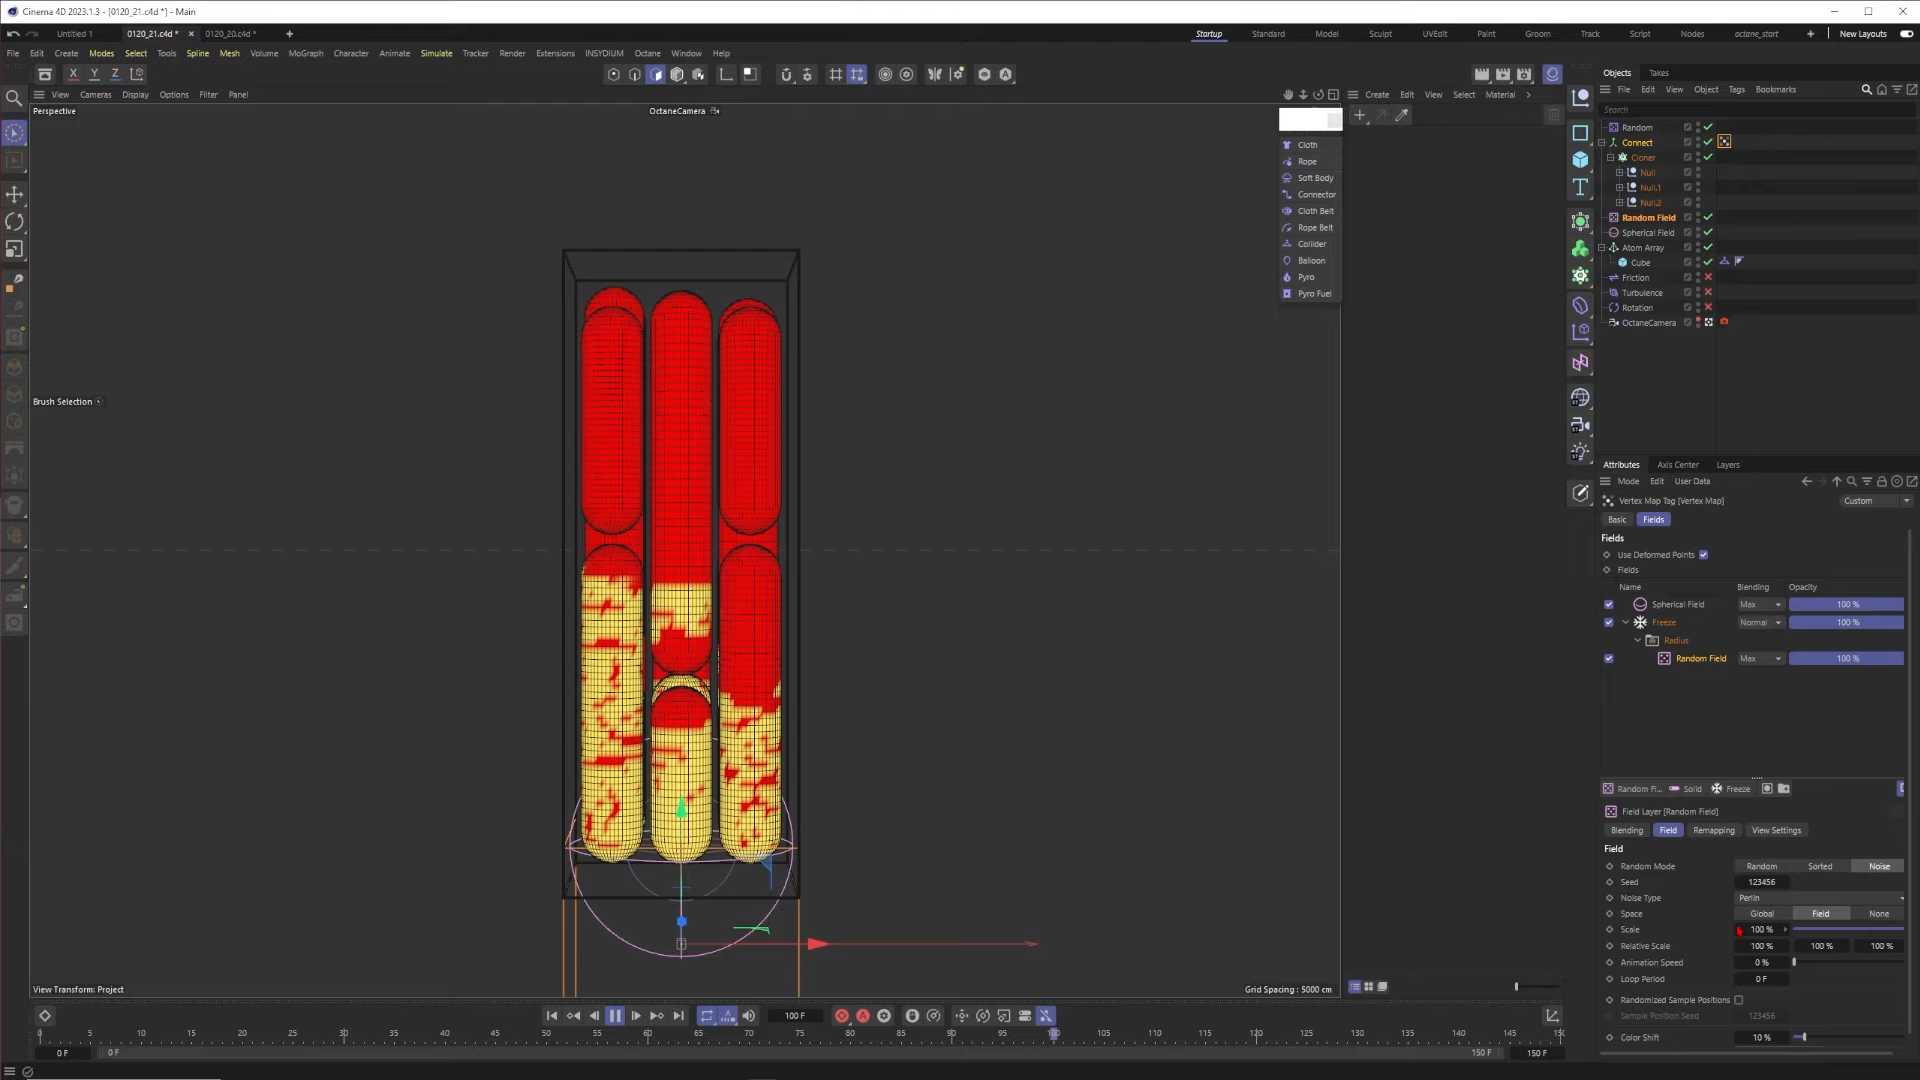 Cinema 4D 2023.1.3 - [0120_21.c4d *] - Main
Untitled 1
0120_21.c4d *
0120_20.c4d *
Startup
Standard
Model
Sculpt
UVEdit
Paint
Groom
Track
Script
Nodes
octane_start
New Layouts
File
Edit
Create
Modes
Select
Tools
Spline
Mesh
Volume
MoGraph
Character
Animate
Simulate
Tracker
Render
Extensions
INSYDIUM
Octane
Window
Help
X
Y
Z
View
Cameras
Display
Options
Filter
Panel
Perspective
OctaneCamera
Brush Selection
View Transform: Project
Grid Spacing : 5000 cm
Cloth
Rope
Soft Body
Connector
Cloth Belt
Rope Belt
Collider
Balloon
Pyro
Pyro Fuel
Create
Edit
View
Select
Material
Objects
Takes
File
Edit
View
Object
Tags
Bookmarks
Search
Random
Connect
Cloner
Null
Null.1
Null.2
Random Field
Spherical Field
Atom Array
Cube
Friction
Turbulence
Rotation
OctaneCamera
Attributes
Axis Center
Layers
Mode
Edit
User Data
Vertex Map Tag [Vertex Map]
Custom
Basic
Fields
Fields
Use Deformed Points
Fields
Name
Blending
Opacity
Spherical Field
Max
100 %
Freeze
Normal
100 %
Radius
Random Field
Max
100 %
Random Fi...
Solid
Freeze
Field Layer [Random Field]
Blending
Field
Remapping
View Settings
Field
Random Mode
Random
Sorted
Noise
Seed
123456
Noise Type
Perlin
Space
Global
Field
None
Scale
100 %
Relative Scale
100 %
100 %
100 %
Animation Speed
0 %
Loop Period
0 F
Randomized Sample Positions
Sample Position Seed
123456
Color Shift
10 %
100 F
0
5
10
15
20
25
30
35
40
45
50
55
60
65
70
75
80
85
90
95
100
105
110
115
120
125
130
135
140
145
0 F
0 F
150 F
150 F